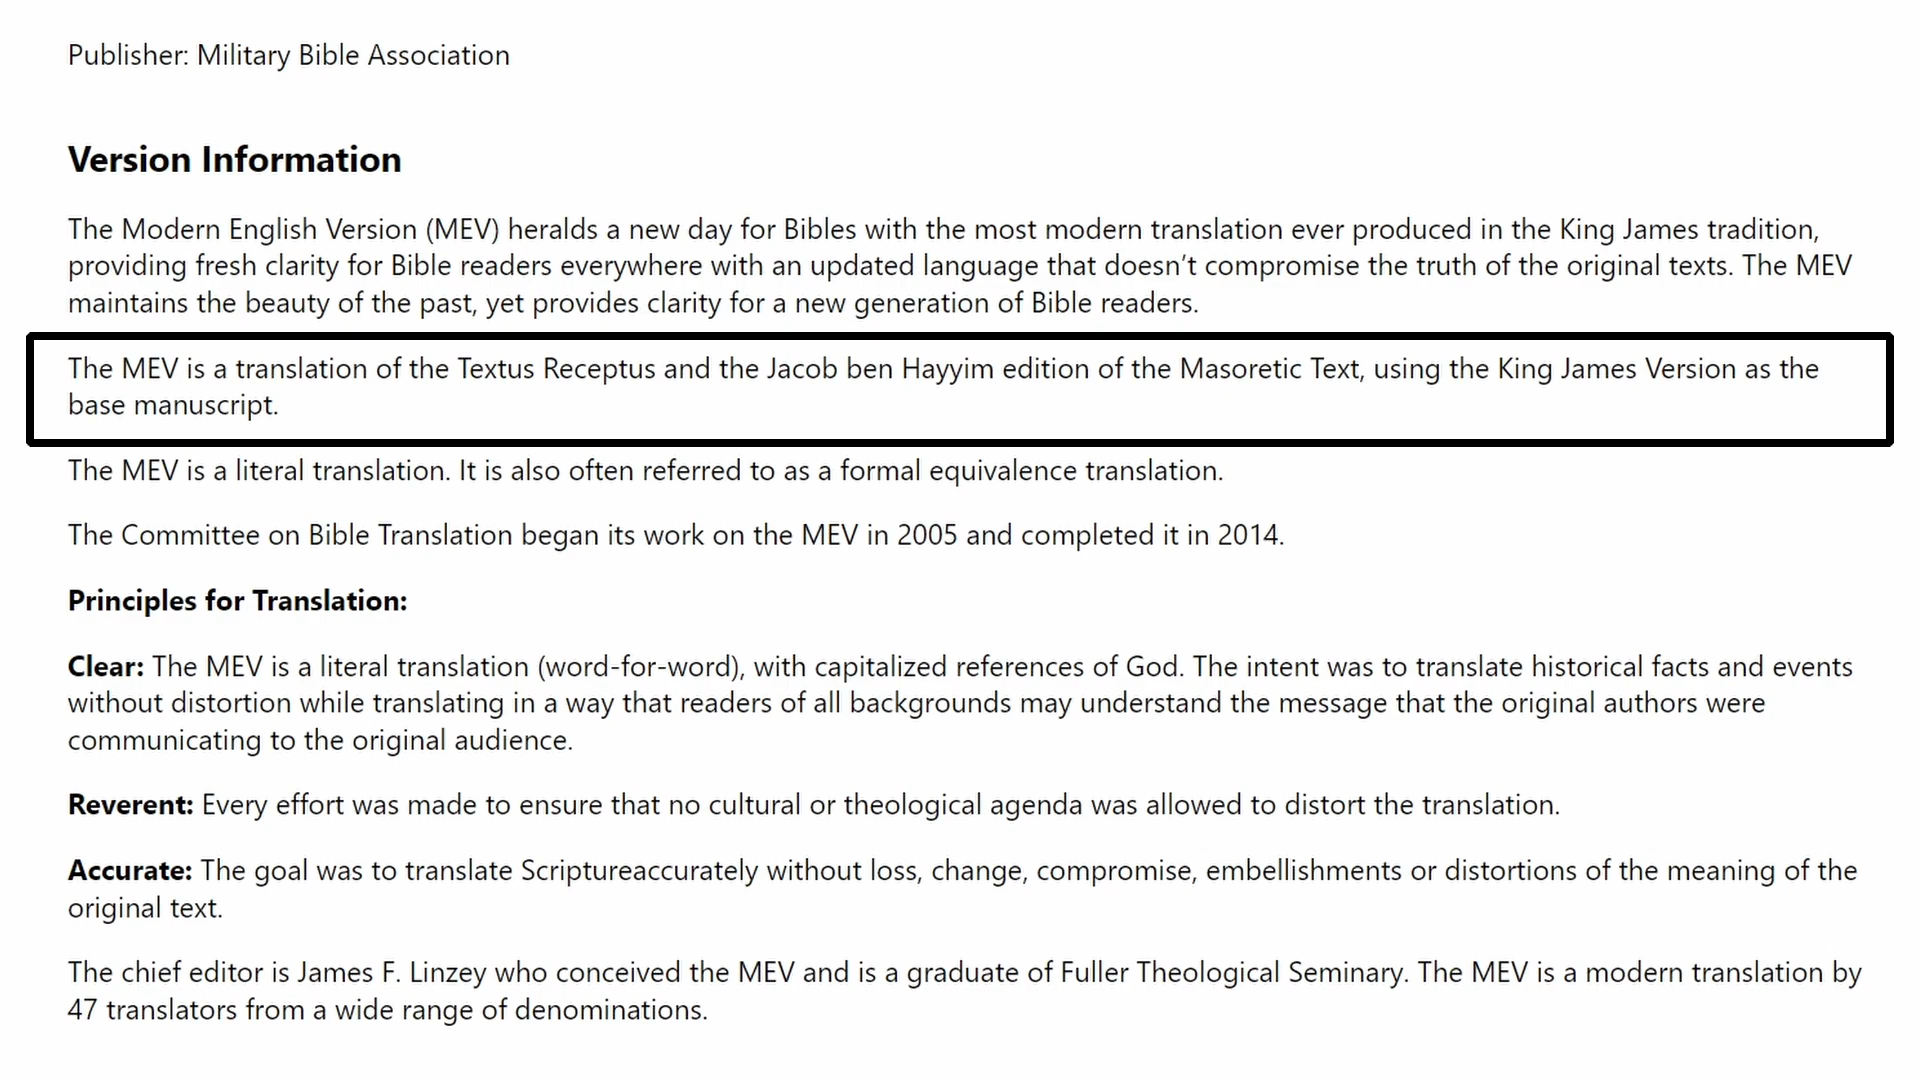 Publisher: Military Bible Association
Version Information
The Modern English Version (MEV) heralds a new day for Bibles with the most modern translation ever produced in the King James tradition,
providing fresh clarity for Bible readers everywhere with an updated language that doesn’t compromise the truth of the original texts. The MEV
maintains the beauty of the past, yet provides clarity for a new generation of Bible readers.
The MEV is a translation of the Textus Receptus and the Jacob ben Hayyim edition of the Masoretic Text, using the King James Version as the
base manuscript.
The MEV is a literal translation. It is also often referred to as a formal equivalence translation.
The Committee on Bible Translation began its work on the MEV in 2005 and completed it in 2014.
Principles for Translation:
Clear: The MEV is a literal translation (word-for-word), with capitalized references of God. The intent was to translate historical facts and events
without distortion while translating in a way that readers of all backgrounds may understand the message that the original authors were
communicating to the original audience.
Reverent: Every effort was made to ensure that no cultural or theological agenda was allowed to distort the translation.
Accurate: The goal was to translate Scriptureaccurately without loss, change, compromise, embellishments or distortions of the meaning of the
original text.
The chief editor is James F. Linzey who conceived the MEV and is a graduate of Fuller Theological Seminary. The MEV is a modern translation by
47 translators from a wide range of denominations.